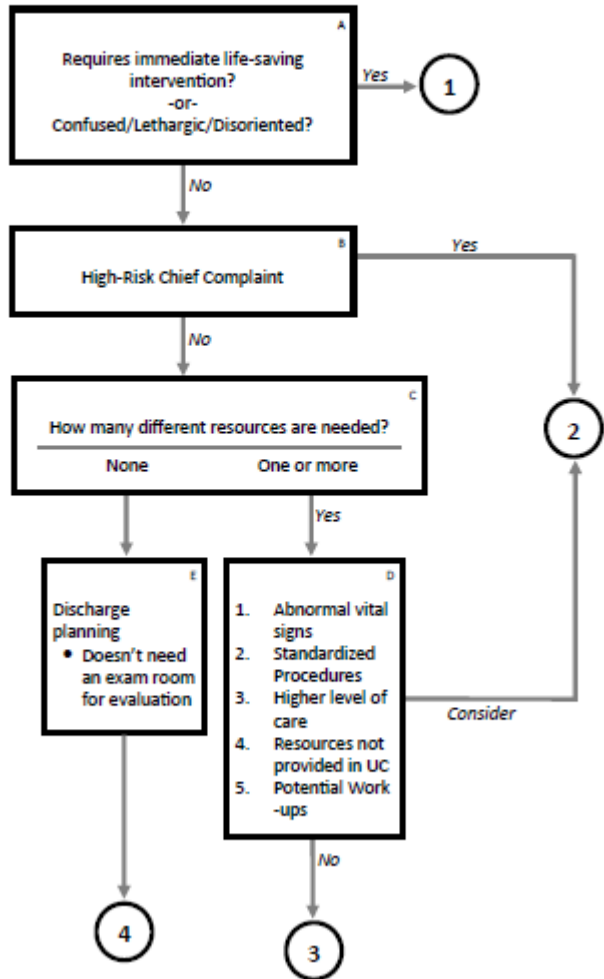 A
Requires immediate life-saving
intervention?
-or-
Confused/Lethargic/Disoriented?
Yes
1
No
B
High-Risk Chief Complaint
Yes
No
2
C
How many different resources are needed?
None One or more
Yes
E
Discharge
planning
• Doesn't need
an exam room
for evaluation
D
1. Abnormal vital
signs
2. Standardized
Procedures
3. Higher level of
care
4. Resources not
provided in UC
5. Potential Work
-ups
Consider
No
4
3